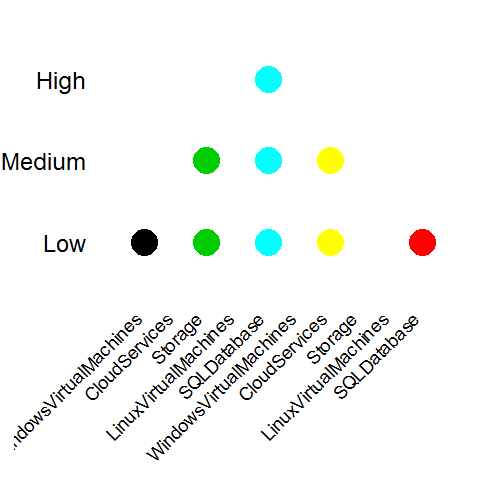 High
Medium
Low
ndowsVirtualMachines
CloudServices
Storage
LinuxVirtualMachines
SQLDatabase
WindowsVirtualMachines
CloudServices
Storage
LinuxVirtualMachines
SQLDatabase